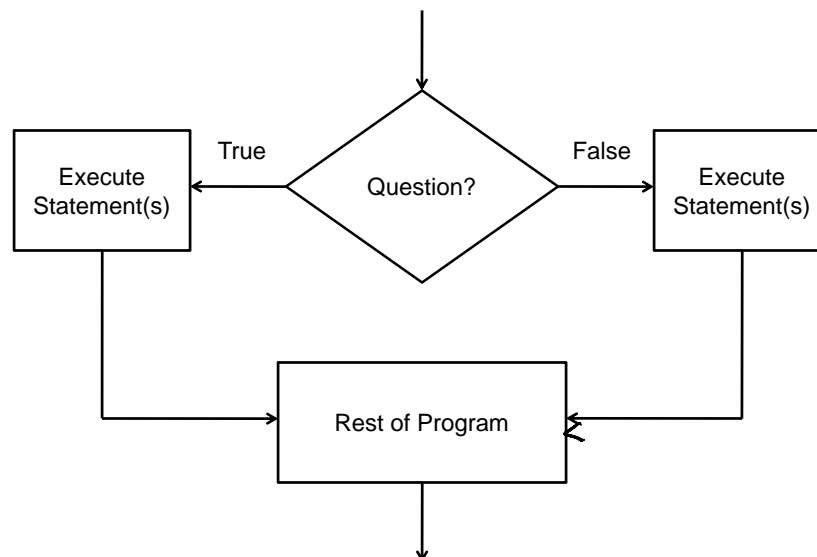 True
False
Execute
Statement(s)
Question?
Execute
Statement(s)
Rest of Program